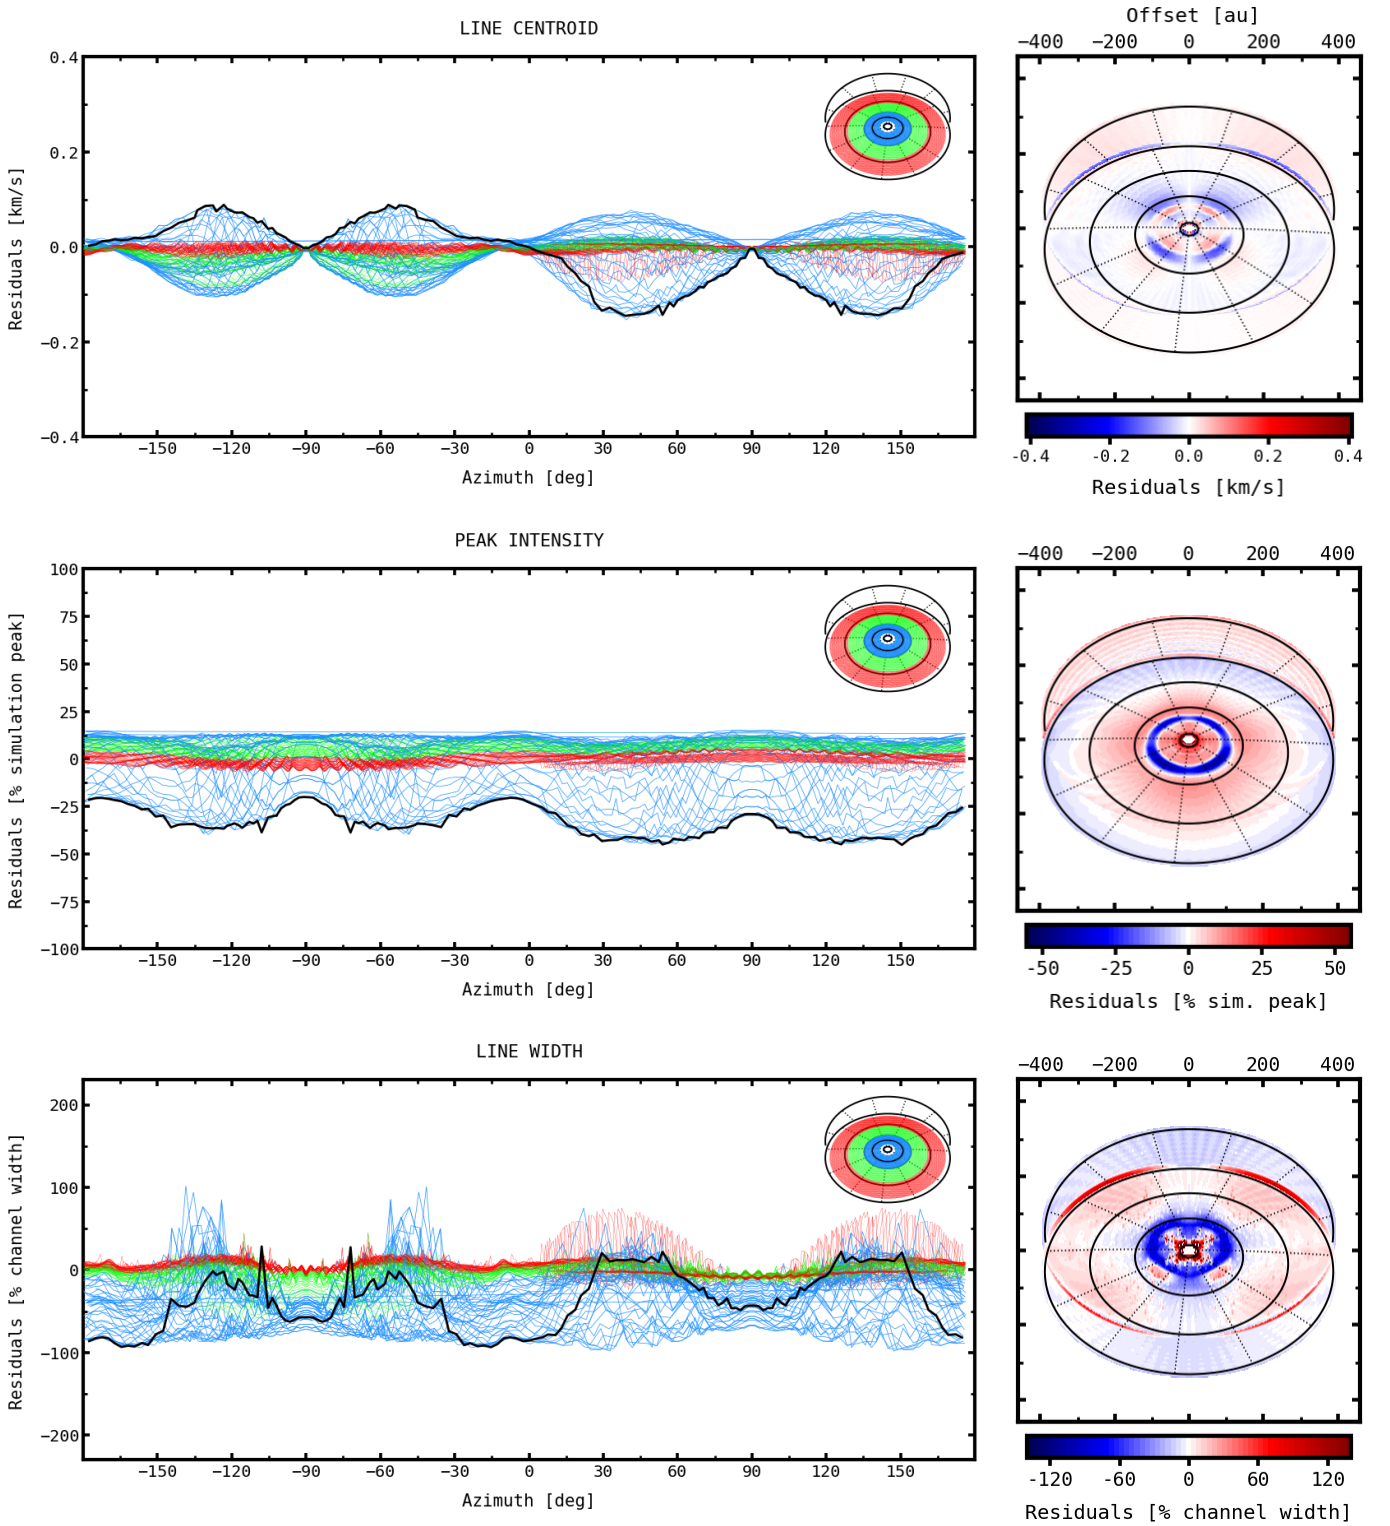 LINE CENTROID
Offset [au]
−400 −200 0 200 400
0.4
0.2
0.0
−0.2
−0.4
Residuals [km/s]
−150 −120 −90 −60 −30 0 30 60 90 120 150
Azimuth [deg]
-0.4 -0.2 0.0 0.2 0.4
Residuals [km/s]
PEAK INTENSITY
−400 −200 0 200 400
100
75
50
25
0
−25
−50
−75
−100
Residuals [% simulation peak]
−150 −120 −90 −60 −30 0 30 60 90 120 150
Azimuth [deg]
-50 -25 0 25 50
Residuals [% sim. peak]
LINE WIDTH
−400 −200 0 200 400
200
100
0
−100
−200
Residuals [% channel width]
−150 −120 −90 −60 −30 0 30 60 90 120 150
Azimuth [deg]
-120 -60 0 60 120
Residuals [% channel width]